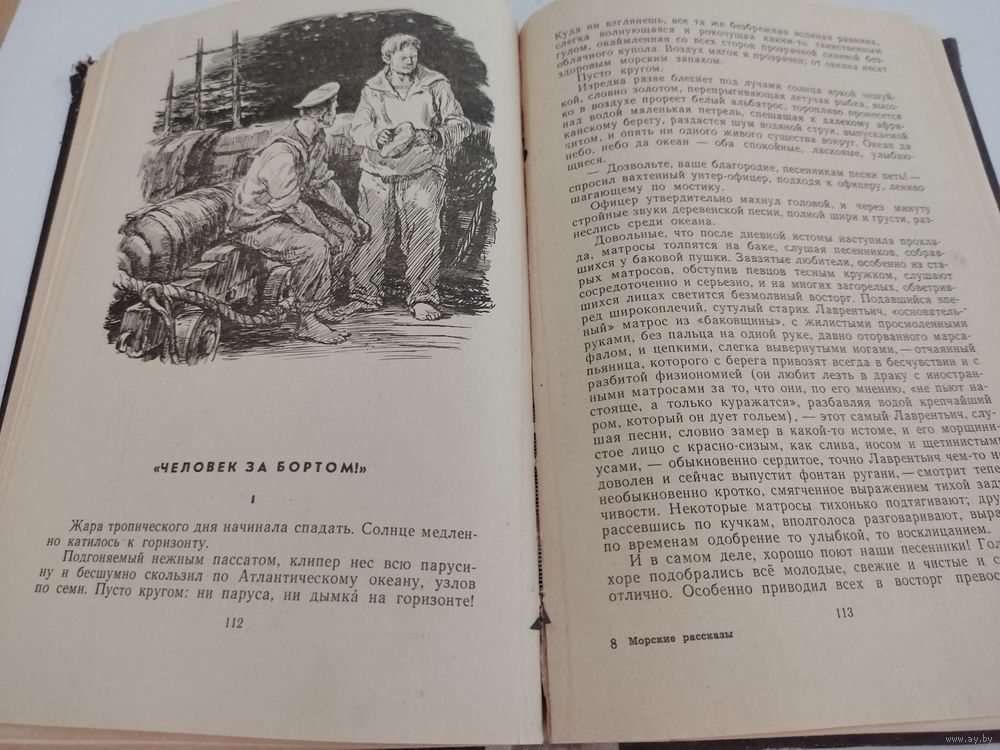 «ЧЕЛОВЕК ЗА БОРТОМ!»
I
Жара тропического дня начинала спадать. Солнце медлен-
но катилось к горизонту.
Подгоняемый нежным пассатом, клипер нес всю паруси-
ну и бесшумно скользил по Атлантическому океану, узлов
по семи. Пусто кругом: ни паруса, ни дымка́ на горизонте!
112
Куда ни взглянешь, все та же безбрежная водяная равнина,
слегка волнующаяся и рокочущая каким-то таинственным
гулом, окаймленная со всех сторон прозрачной синевой без-
облачного купола. Воздух мягок и прозрачен; от океана несет
здоровым морским запахом.
Пусто кругом.
Изредка разве блеснет под лучами солнца яркой чешуй-
кой, словно золотом, перепрыгивающая летучая рыбка, высо-
ко в воздухе прореет белый альбатрос, торопливо пронесется
над водой маленькая петрель, спешащая к далекому афри-
канскому берегу, раздастся шум водяной струи, выпускаемой
китом, и опять ни одного живого существа вокруг. Океан да
небо, небо да океан — оба спокойные, ласковые, улыбаю-
щиеся.
— Дозвольте, ваше благородие, песенникам песни петь! —
спросил вахтенный унтер-офицер, подходя к офицеру, лениво
шагающему по мостику.
Офицер утвердительно махнул головой, и через минуту
стройные звуки деревенской песни, полной шири и грусти, раз-
неслись среди океана.
Довольные, что после дневной истомы наступила прохла-
да, матросы толпятся на баке, слушая песенников, собрав-
шихся у баковой пушки. Завзятые любители, особенно из ста-
рых матросов, обступив певцов тесным кружком, слушают
сосредоточенно и серьезно, и на многих загорелых, обветрив-
шихся лицах светится безмолвный восторг. Подавшийся впе-
ред широкоплечий, сутулый старик Лаврентьич, «основатель-
ный» матрос из «баковщины», с жилистыми просмоленными
руками, без пальца на одной руке, давно оторванного марса-
фалом, и цепкими, слегка вывернутыми ногами, — отчаянный
пьяница, которого с берега привозят всегда в бесчувствии и с
разбитой физиономией (он любит лезть в драку с иностран-
ными матросами за то, что они, по его мнению, «не пьют на-
стояще, а только куражатся», разбавляя водой крепчайший
ром, который он дует гольем), — этот самый Лаврентьич, слу-
шая песни, словно замер в какой-то истоме, и его морщини-
стое лицо с красно-сизым, как слива, носом и щетинистыми
усами, — обыкновенно сердитое, точно Лаврентьич чем-то не
доволен и сейчас выпустит фонтан ругани, — смотрит тепе
необыкновенно кротко, смягченное выражением тихой заду
чивости. Некоторые матросы тихонько подтягивают; дру
рассевшись по кучкам, вполголоса разговаривают, выра
по временам одобрение то улыбкой, то восклицанием.
И в самом деле, хорошо поют наши песенники! Гол
хоре подобрались всё молодые, свежие и чистые и с
отлично. Особенно приводил всех в восторг превос
113
8 Морские рассказы
www.ay.by